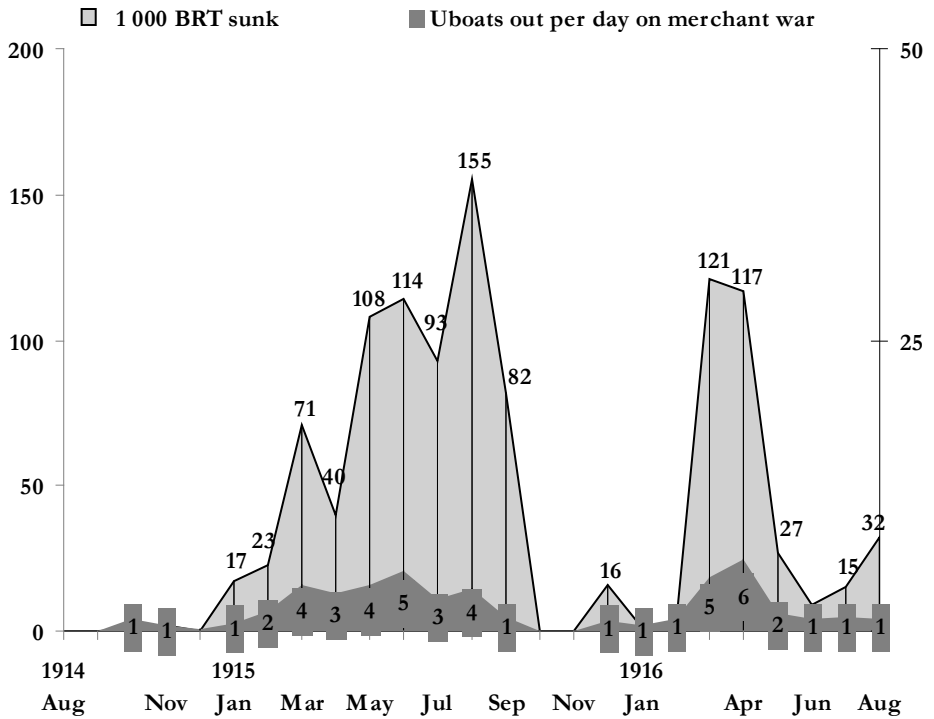 1 000 BRT sunk Uboats out per day on merchant war
200 50
155
150
121 117
108 114
100 93 25
82
71
50 40
32
17 23 16 27 15
4 3 4 5 3 4 5 6
1 1 1 2 1 1 1 1 2 1 1 1
0 0
1914 1915 1916
Aug Nov Jan Mar May Jul Sep Nov Jan Apr Jun Aug